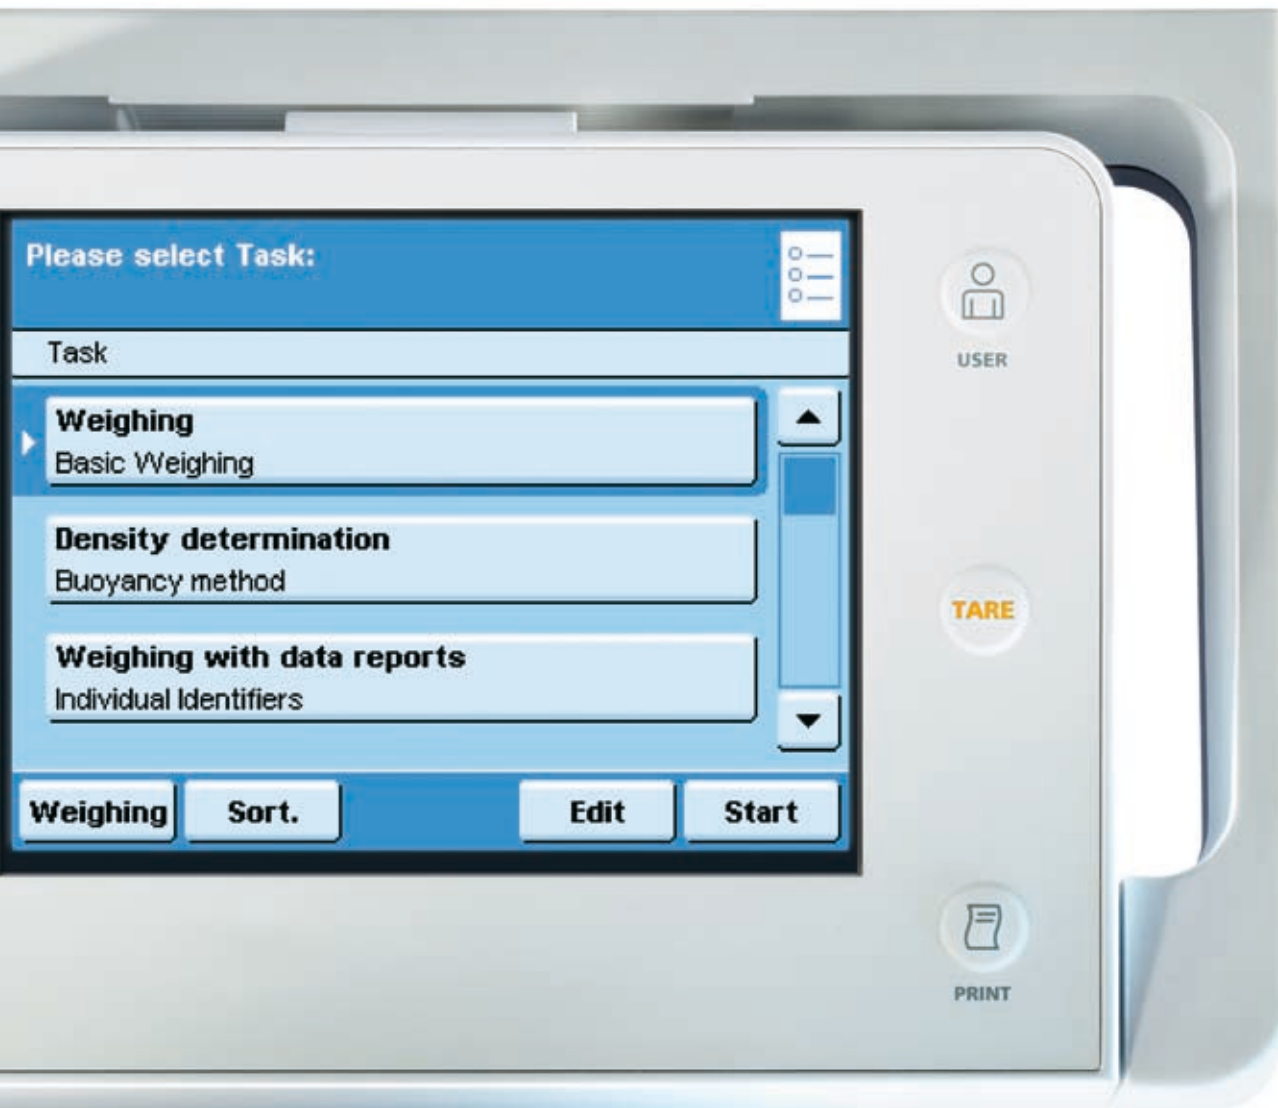 Please select Task:
Task
Weighing
Basic Weighing
Density determination
Buoyancy method
Weighing with data reports
Individual Identifiers
Weighing
Sort.
Edit
Start
USER
TARE
PRINT